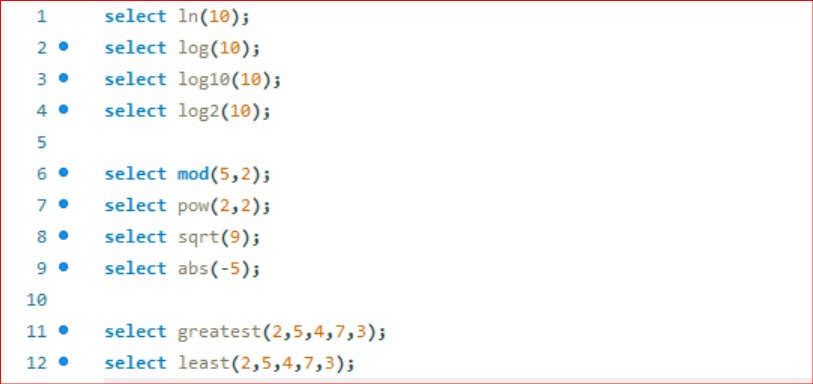 1 select ln(10);
2 select log(10);
3 select log10(10);
4 select log2(10);
5
6 select mod(5,2);
7 select pow(2,2);
8 select sqrt(9);
9 select abs(-5);
10
11 select greatest(2,5,4,7,3);
12 select least(2,5,4,7,3);